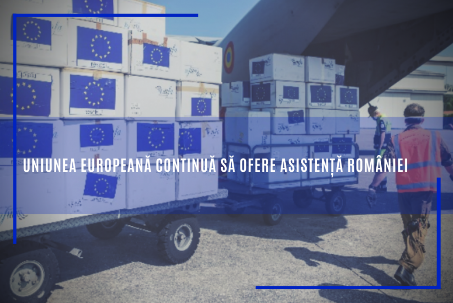 UNIUNEA EUROPEANĂ CONTINUĂ SĂ OFERE ASISTENȚĂ ROMÂNIEI